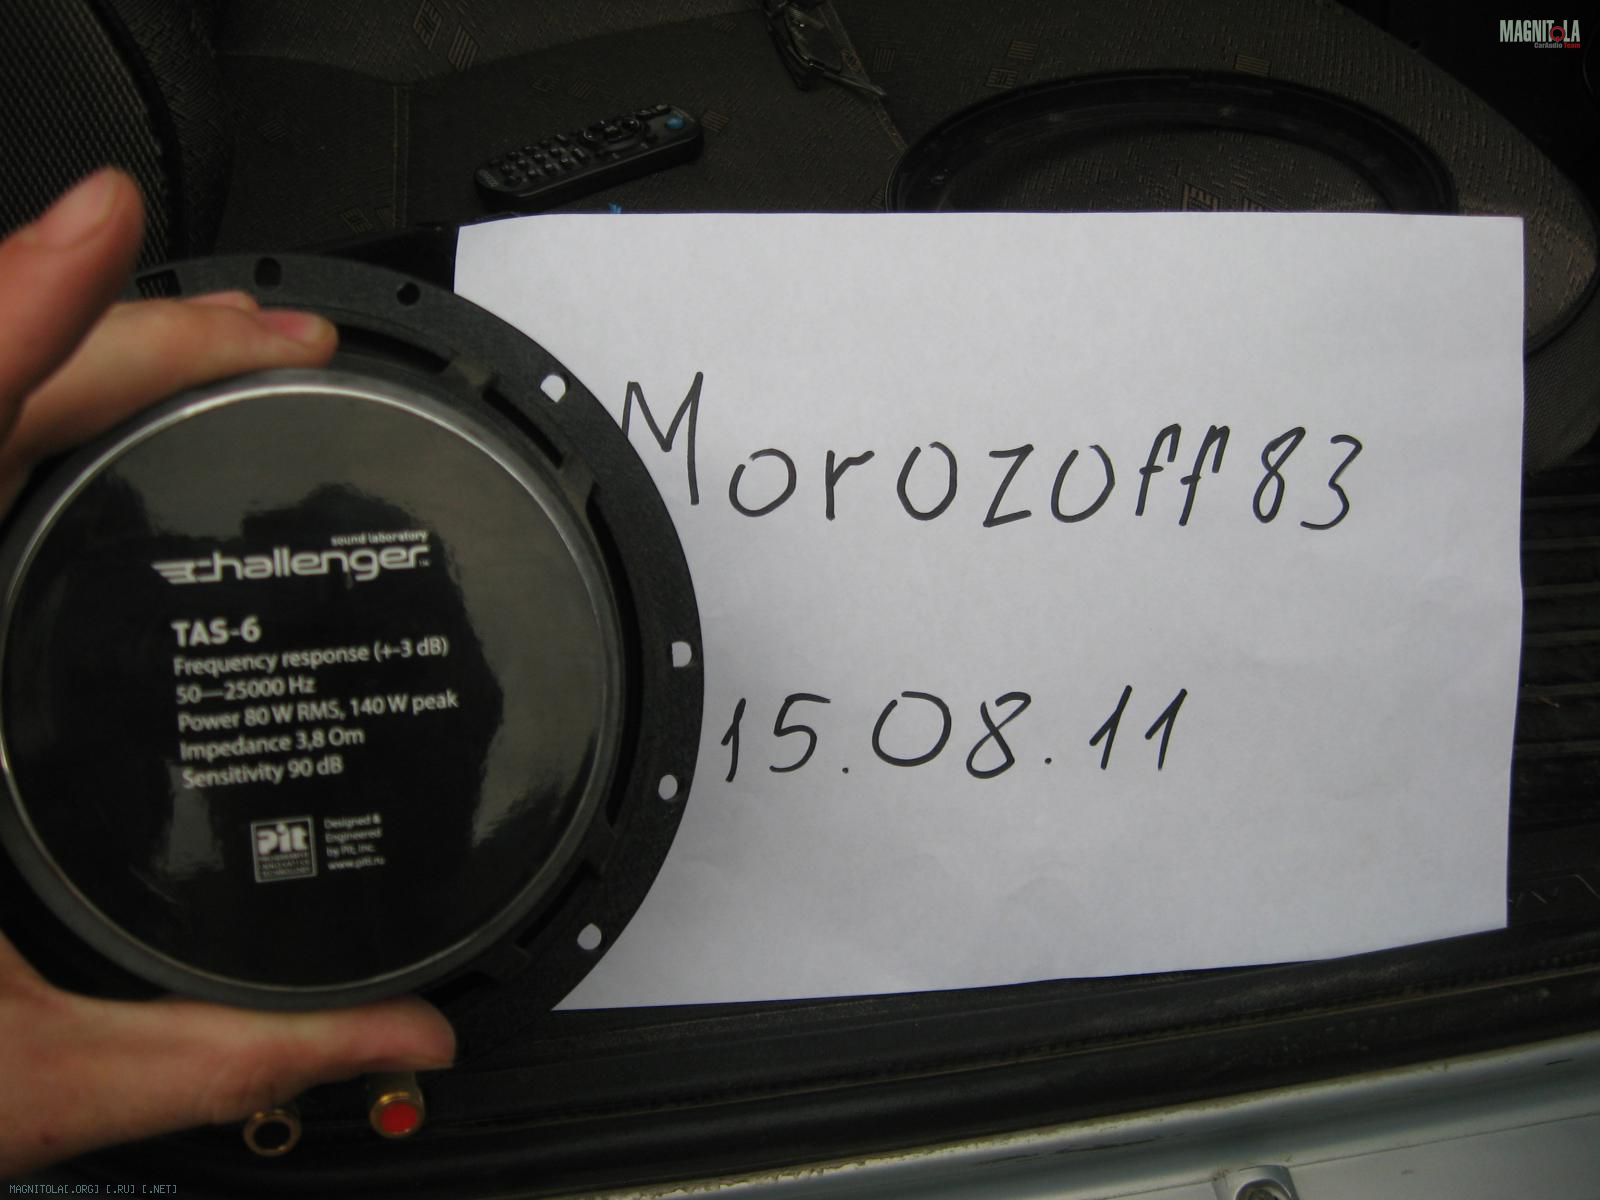 MAGNITOLA
CarAudio Team
Morozoff83
15.08.11
sound laboratory
challenger™
TAS-6
Frequency response (+-3 dB)
50—25000 Hz
Power 80 W RMS, 140 W peak
Impedance 3,8 Om
Sensitivity 90 dB
Pit
Designed &
Engineered
by Pit, Inc.
www.pitt.ru
MAGNITOLA[.ORG] [.RU] [.NET]